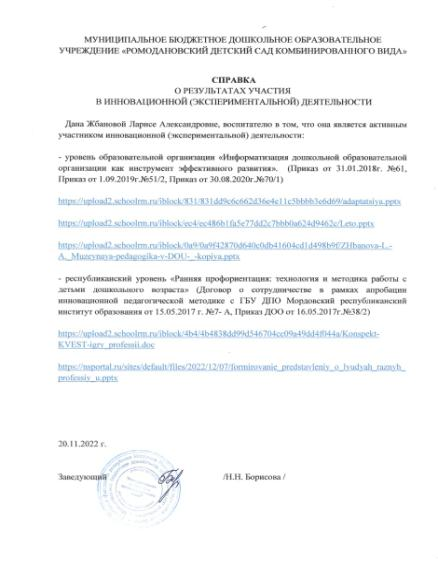 МУНИЦИПАЛЬНОЕ БЮДЖЕТНОЕ ДОШКОЛЬНОЕ ОБРАЗОВАТЕЛЬНОЕ
УЧРЕЖДЕНИЕ «РОМОДАНОВСКИЙ ДЕТСКИЙ САД КОМБИНИРОВАННОГО ВИДА»
СПРАВКА
О РЕЗУЛЬТАТАХ УЧАСТИЯ
В ИННОВАЦИОННОЙ (ЭКСПЕРИМЕНТАЛЬНОЙ) ДЕЯТЕЛЬНОСТИ
Дана Жбановой Ларисе Александровне, воспитателю в том, что она является активным
участником инновационной (экспериментальной) деятельности:
- уровень образовательной организации «Информатизация дошкольной образовательной
организации как инструмент эффективного развития». (Приказ от 31.01.2018г. №61,
Приказ от 1.09.2019г.№51/2, Приказ от 30.08.2020г.№70/1)
https://upload2.schoolrm.ru/iblock/831/831dd9c6c662d36e4e11c5bbbb3e6d69/adaptatsiya.pptx
https://upload2.schoolrm.ru/iblock/ec4/ec486b1fa5e77dd2c7bbb0a624d9462c/Leto.pptx
https://upload2.schoolrm.ru/iblock/0a9/0a9f42870d640c0db41604cd1d498b9f/ZHbanova-L.-
A._Muzeynaya-pedagogika-v-DOU-_-kopiya.pptx
- республиканский уровень «Ранняя профориентация: технология и методика работы с
детьми дошкольного возраста» (Договор о сотрудничестве в рамках апробации
инновационной педагогической методике с ГБУ ДПО Мордовский республиканский
институт образования от 15.05.2017 г. №7- А, Приказ ДОО от 16.05.2017г.№38/2)
https://upload2.schoolrm.ru/iblock/4b4/4b4838dd99d546704cc09a49dd4f044a/Konspekt-
KVEST-igry_professii.doc
https://nsportal.ru/sites/default/files/2022/12/07/formirovanie_predstavleniy_o_lyudyah_raznyh_
professiy_u.pptx
20.11.2022 г.
Заведующий /Н.Н. Борисова /